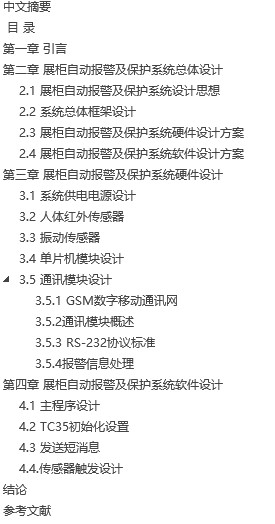 中文摘要
目 录
第一章 引言
第二章 展柜自动报警及保护系统总体设计
2.1 展柜自动报警及保护系统设计思想
2.2 系统总体框架设计
2.3 展柜自动报警及保护系统硬件设计方案
2.4 展柜自动报警及保护系统软件设计方案
第三章 展柜自动报警及保护系统硬件设计
3.1 系统供电电源设计
3.2 人体红外传感器
3.3 振动传感器
3.4 单片机模块设计
3.5 通讯模块设计
3.5.1 GSM数字移动通讯网
3.5.2通讯模块概述
3.5.3 RS-232协议标准
3.5.4报警信息处理
第四章 展柜自动报警及保护系统软件设计
4.1 主程序设计
4.2 TC35初始化设置
4.3 发送短消息
4.4.传感器触发设计
结论
参考文献